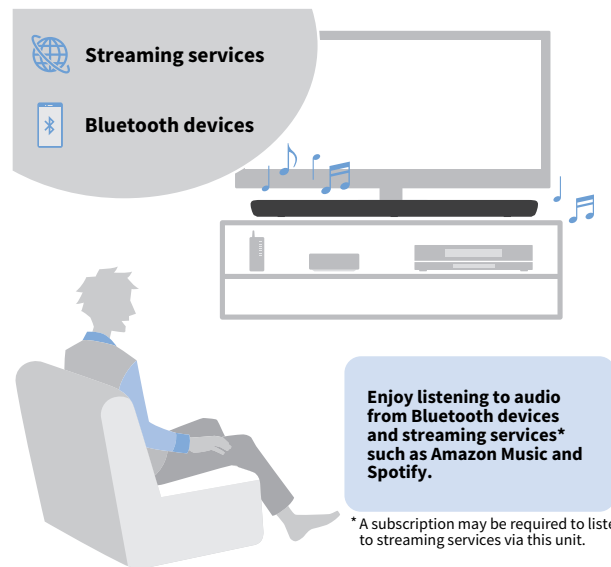 Streaming services
Bluetooth devices
Enjoy listening to audio
from Bluetooth devices
and streaming services*
such as Amazon Music and
Spotify.
* A subscription may be required to liste
to streaming services via this unit.